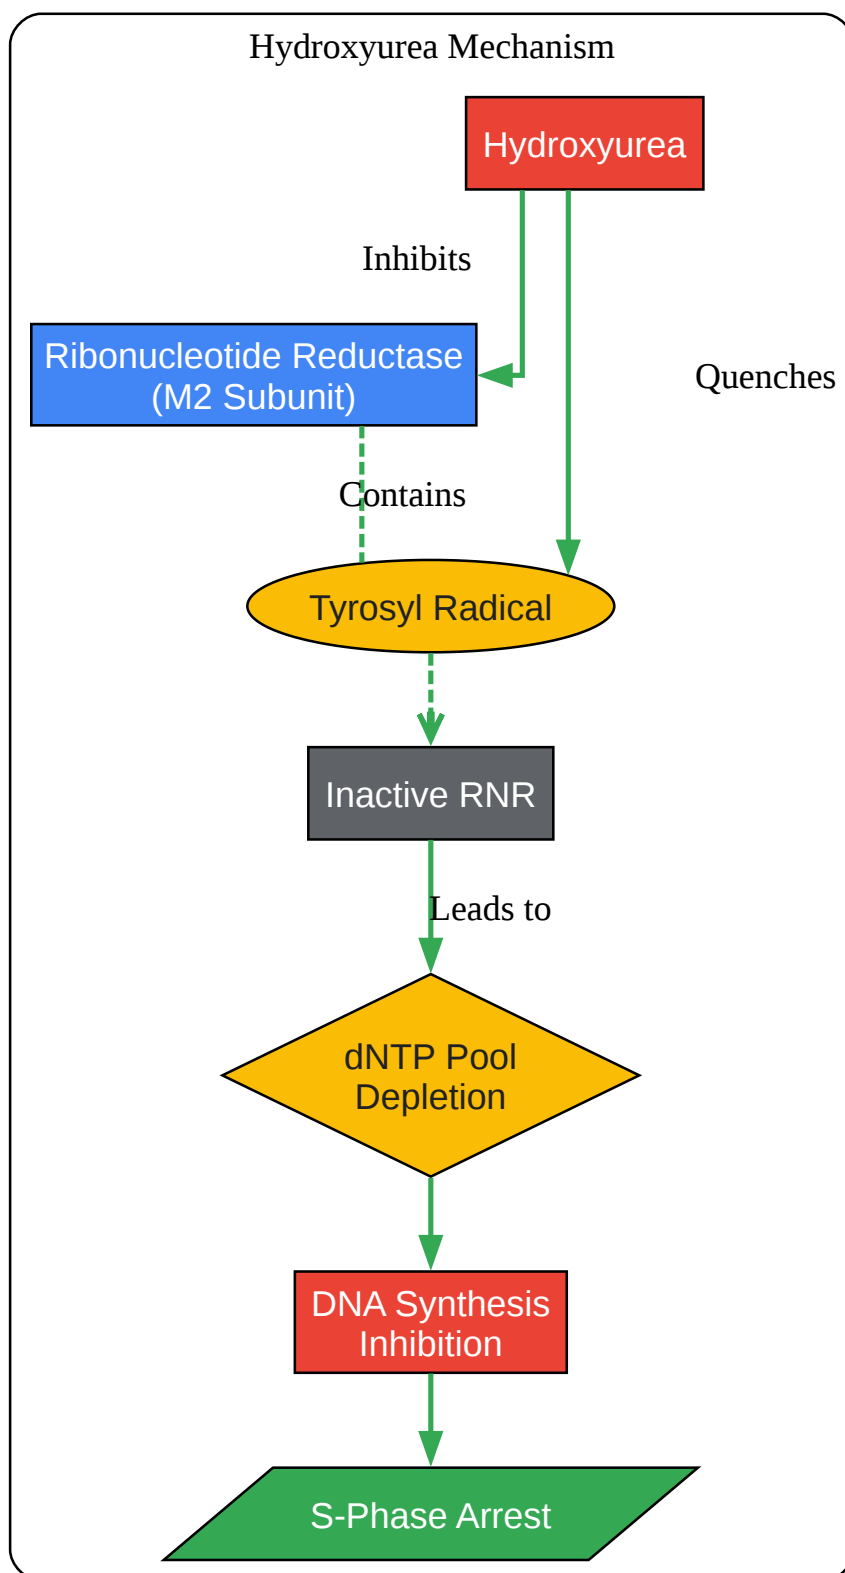 Hydroxyurea Mechanism
Hydroxyurea
Inhibits
Ribonucleotide Reductase
(M2 Subunit)
Quenches
Contains
Tyrosyl Radical
Inactive RNR
Leads to
dNTP Pool
Depletion
DNA Synthesis
Inhibition
S-Phase Arrest